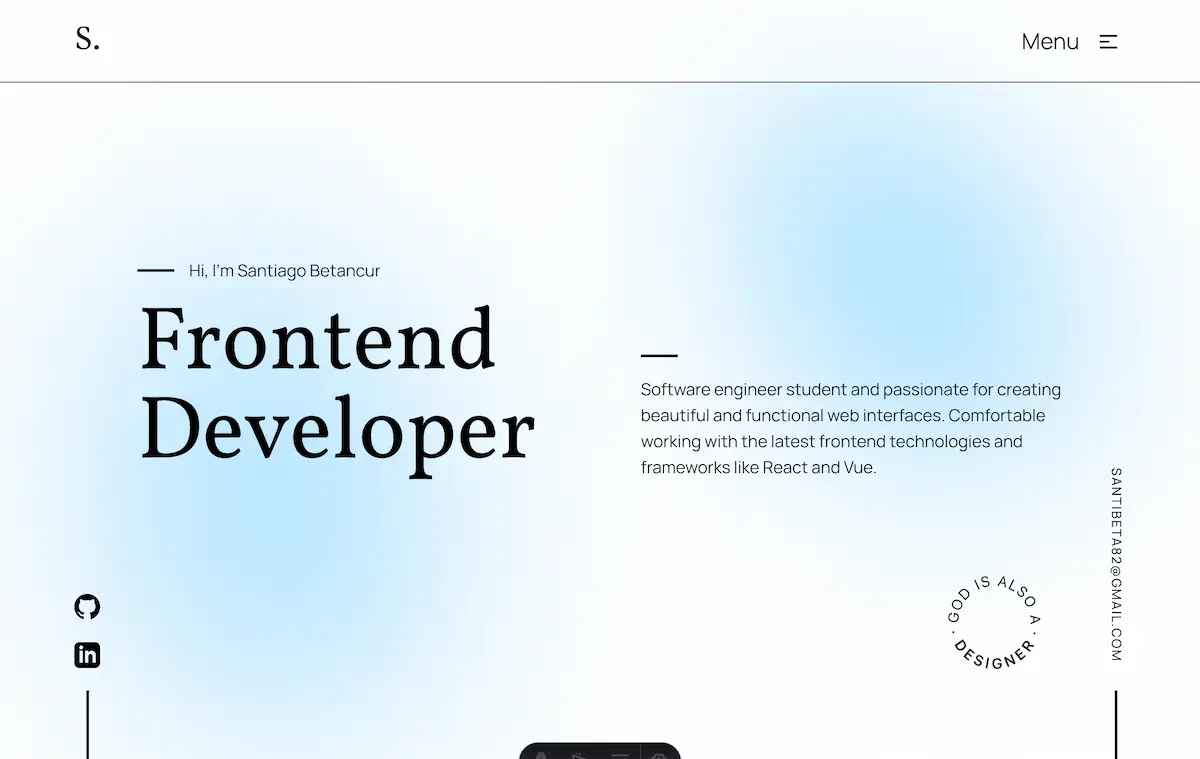 S.
Menu
Hi, I'm Santiago Betancur
Frontend
Developer
Software engineer student and passionate for creating
beautiful and functional web interfaces. Comfortable
working with the latest frontend technologies and
frameworks like React and Vue.
SANTIBETA82@GMAIL.COM
in
· GOD IS ALSO A · DESIGNER